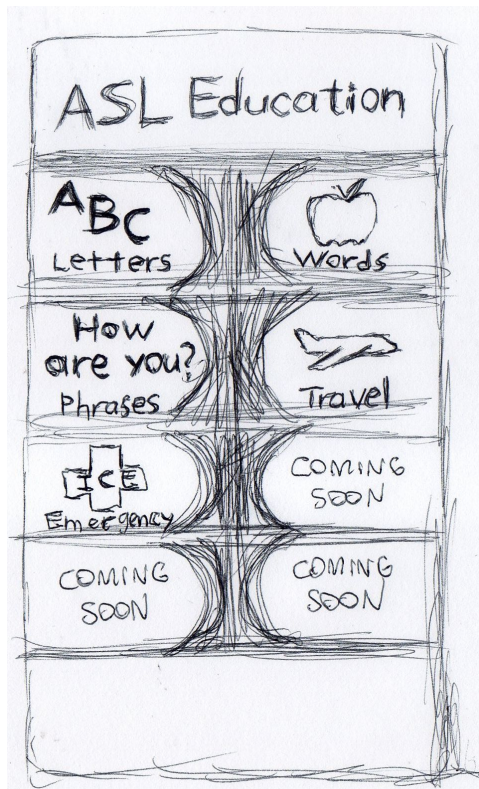 ASL Education
ABC
Letters
Words
How
are you?
Phrases
Travel
ICE
Emergency
COMING
SOON
COMING
SOON
COMING
SOON